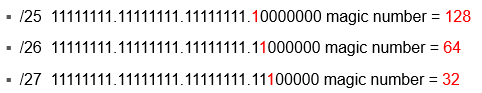 ▪ /25 11111111.11111111.11111111.10000000 magic number = 128
▪ /26 11111111.11111111.11111111.11000000 magic number = 64
▪ /27 11111111.11111111.11111111.11100000 magic number = 32